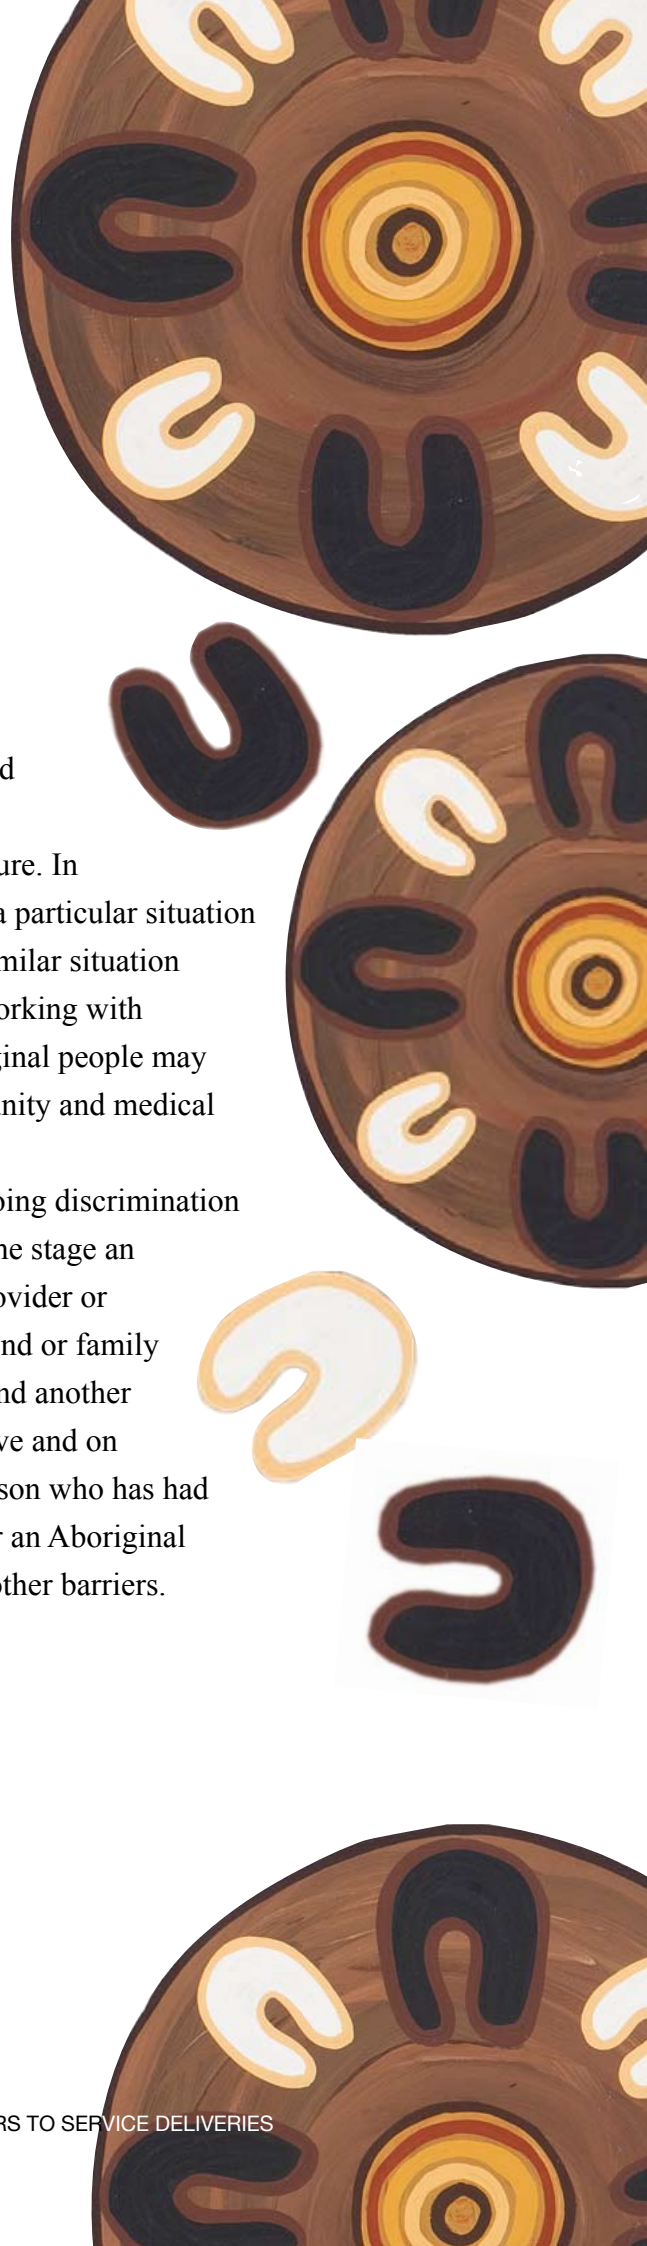 d
ure. In
a particular situation
milar situation
orking with
ginal people may
nity and medical
oing discrimination
he stage an
ovider or
nd or family
nd another
ve and on
son who has had
r an Aboriginal
other barriers.
RS TO SERVICE DELIVERIES